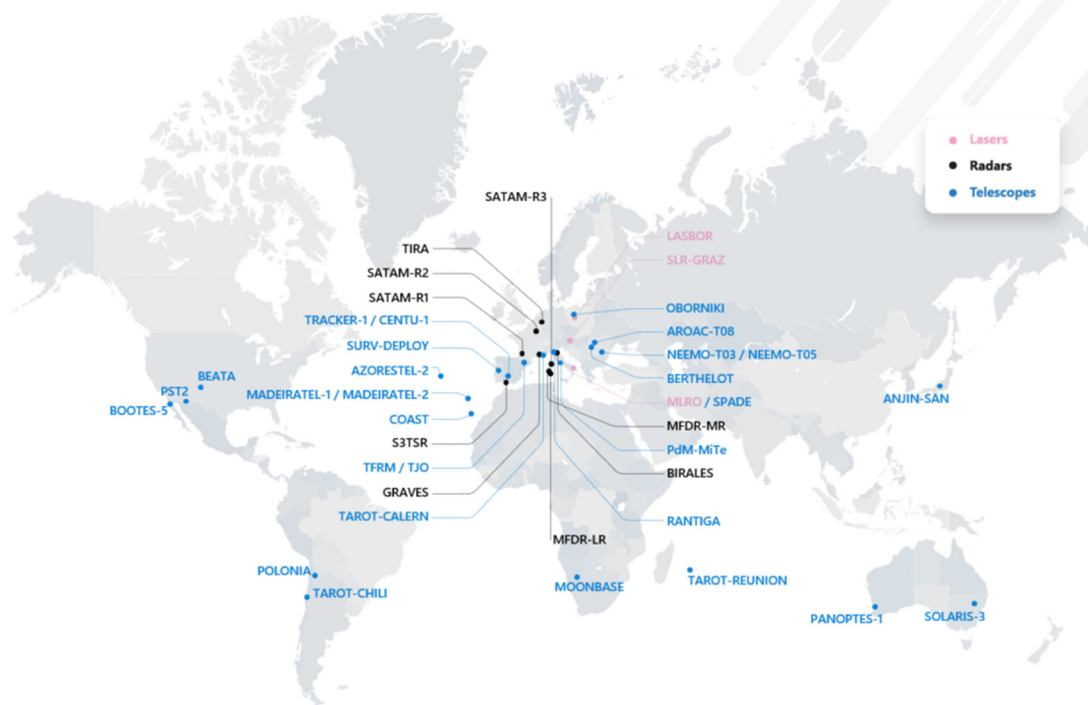 Lasers
Radars
Telescopes
SATAM-R3
TIRA
SATAM-R2
SATAM-R1
TRACKER-1 / CENTU-1
SURV-DEPLOY
AZORESTEL-2
MADEIRATEL-1 / MADEIRATEL-2
COAST
S3TSR
TFRM / TJO
GRAVES
TAROT-CALERN
LASBOR
SLR-GRAZ
OBORNIKI
AROAC-T08
NEEMO-T03 / NEEMO-T05
BERTHELOT
MLRO / SPADE
MFDR-MR
PdM-MiTe
BIRALES
RANTIGA
MFDR-LR
BEATA
PST2
BOOTES-5
ANJIN-SAN
POLONIA
TAROT-CHILI
MOONBASE
TAROT-REUNION
PANOPTES-1
SOLARIS-3